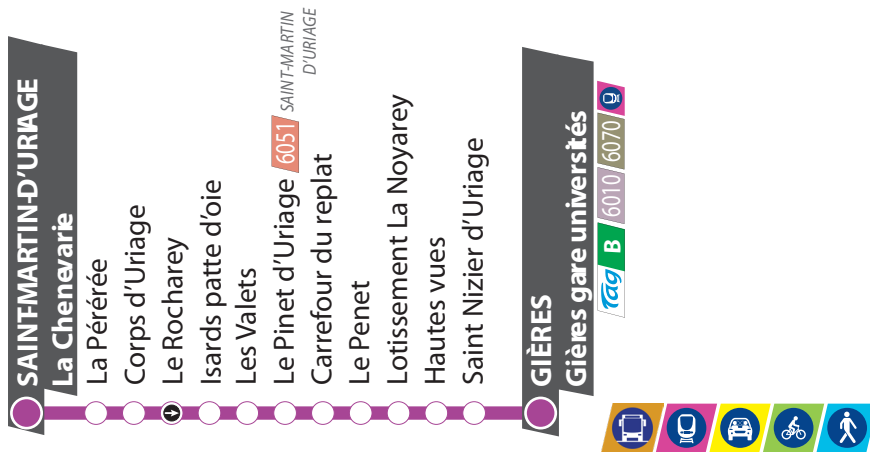 SAINT-MARTIN-D'URIAGE
La Chenevarie
La Pérérée
Corps d'Uriage
Le Rocharey
Isards patte d'oie
Les Valets
Le Pinet d'Uriage 6051 SAINT-MARTIN
D'URIAGE
Carrefour du replat
Le Penet
Lotissement La Noyarey
Hautes vues
Saint Nizier d'Uriage
GIÈRES
Gières gare universités
Tag B 6010 6070